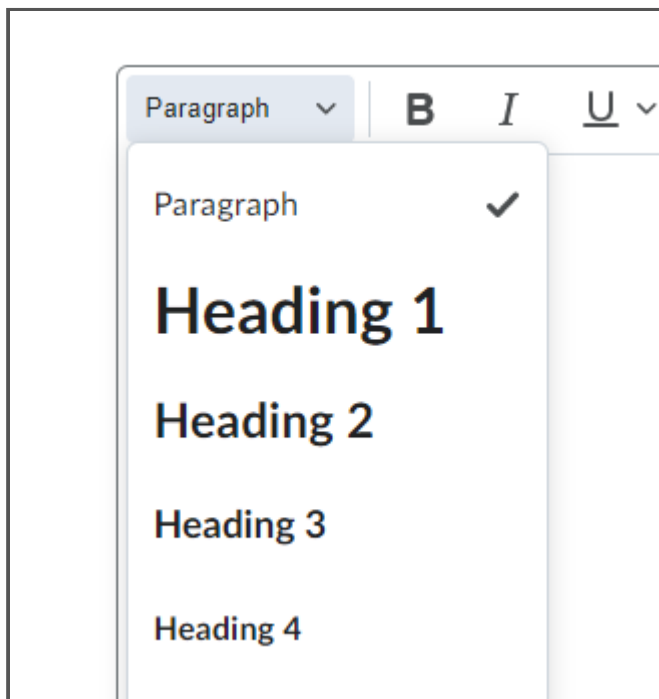 Paragraph B I U
Paragraph
Heading 1
Heading 2
Heading 3
Heading 4